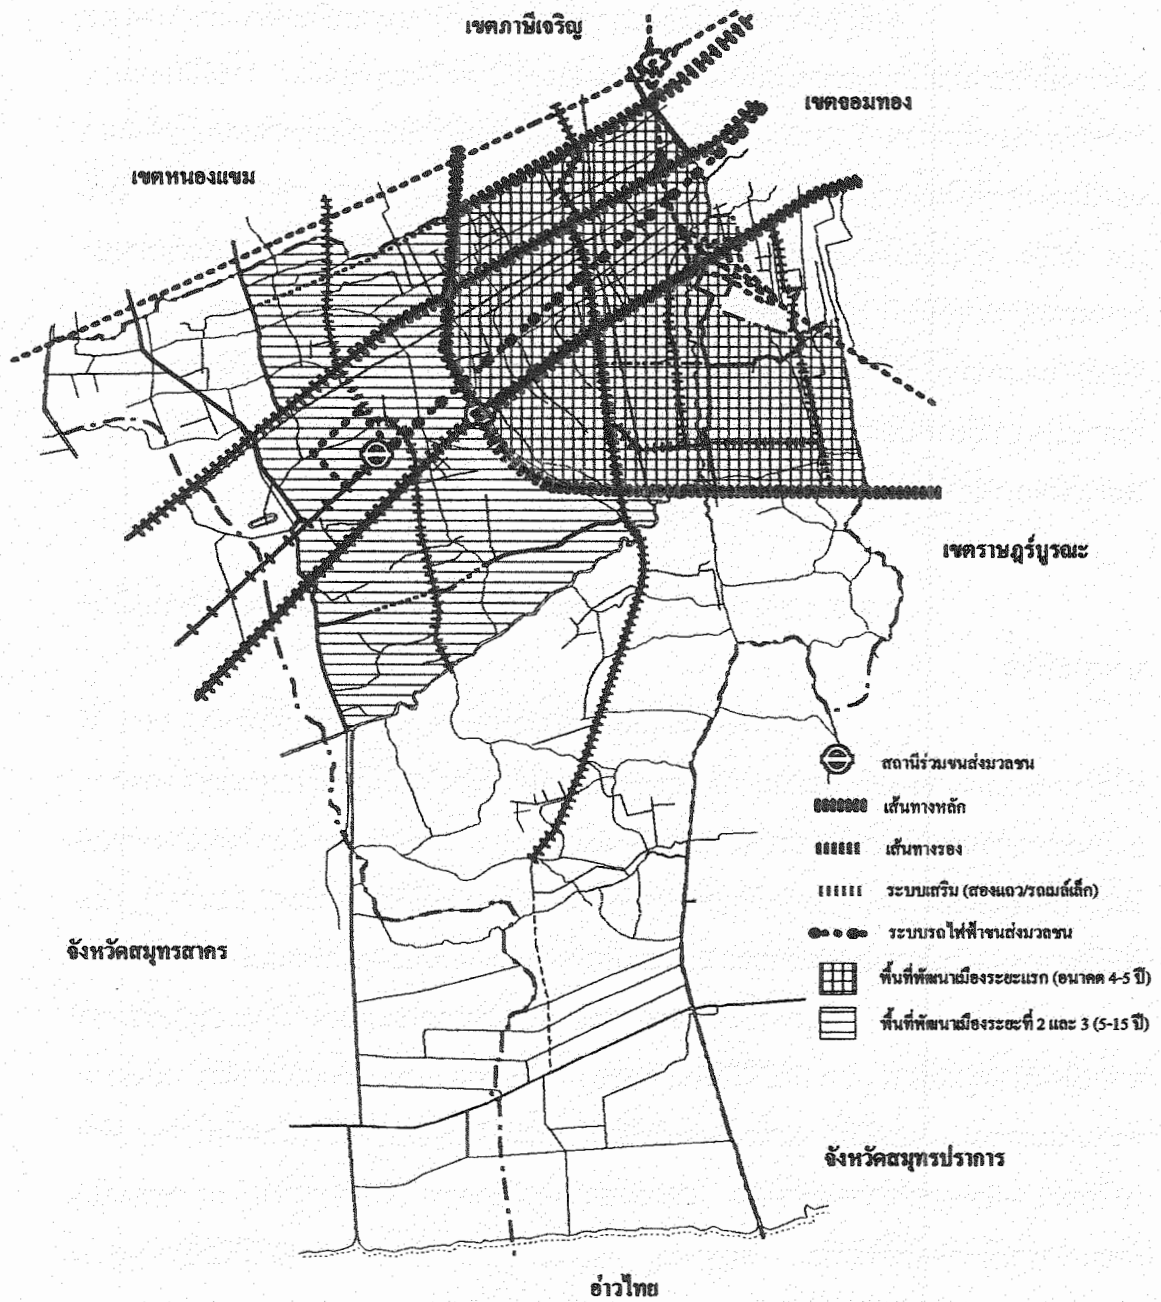 เขตภาษีเจริญ
เขตจอมทอง
เขตหนองแขม
เขตราษฎร์บูรณะ
สถานีร่วมขนส่งมวลชน
เส้นทางหลัก
เส้นทางรอง
ระบบเสริม (สองแถว/รถเมล์เล็ก)
ระบบรถไฟฟ้าขนส่งมวลชน
จังหวัดสมุทรสาคร
พื้นที่พัฒนาเมืองระยะแรก (อนาคต 4-5 ปี)
พื้นที่พัฒนาเมืองระยะที่ 2 และ 3 (5-15 ปี)
จังหวัดสมุทรปราการ
อ่าวไทย